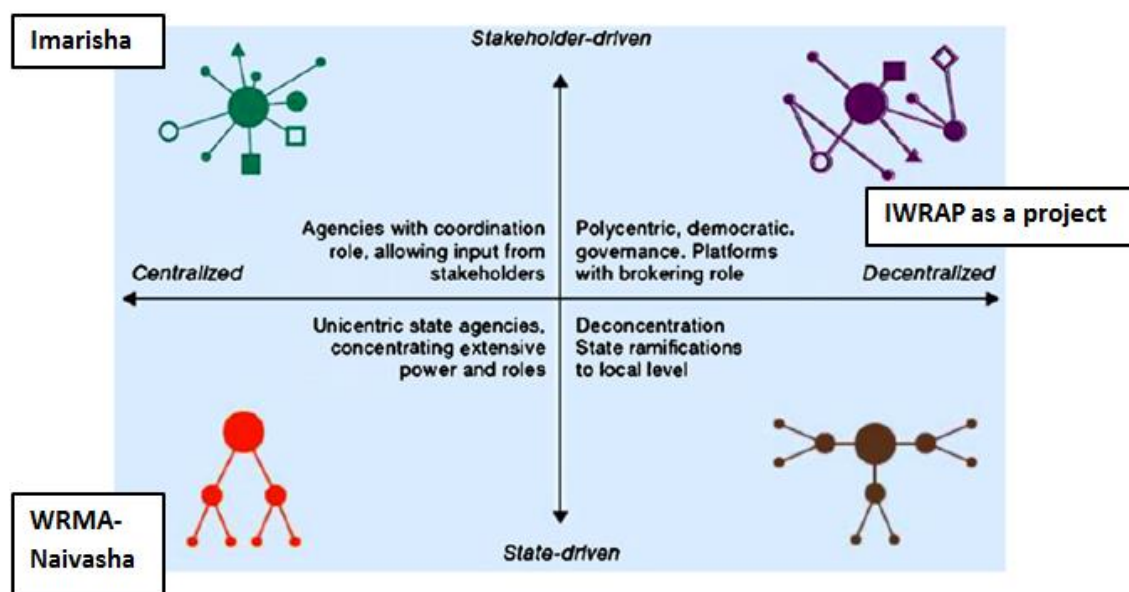 Imarisha
Stakeholder-driven
IWRAP as a project
Agencies with coordination
role, allowing input from
stakeholders
Polycentric, democratic.
governance. Platforms
with brokering role
Centralized
Decentralized
Unicentric state agencies,
concentrating extensive
power and roles
Deconcentration
State ramifications
to local level
WRMA-
Naivasha
State-driven